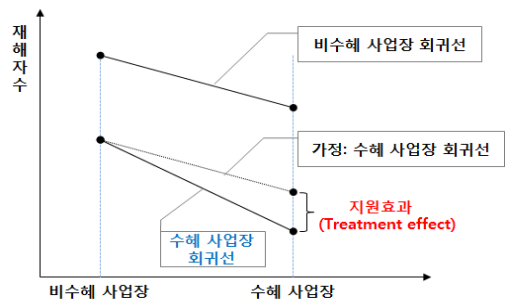 재해자수
비수혜 사업장 회귀선
가정: 수혜 사업장 회귀선
지원효과
(Treatment effect)
수혜 사업장
회귀선
비수혜 사업장
수혜 사업장